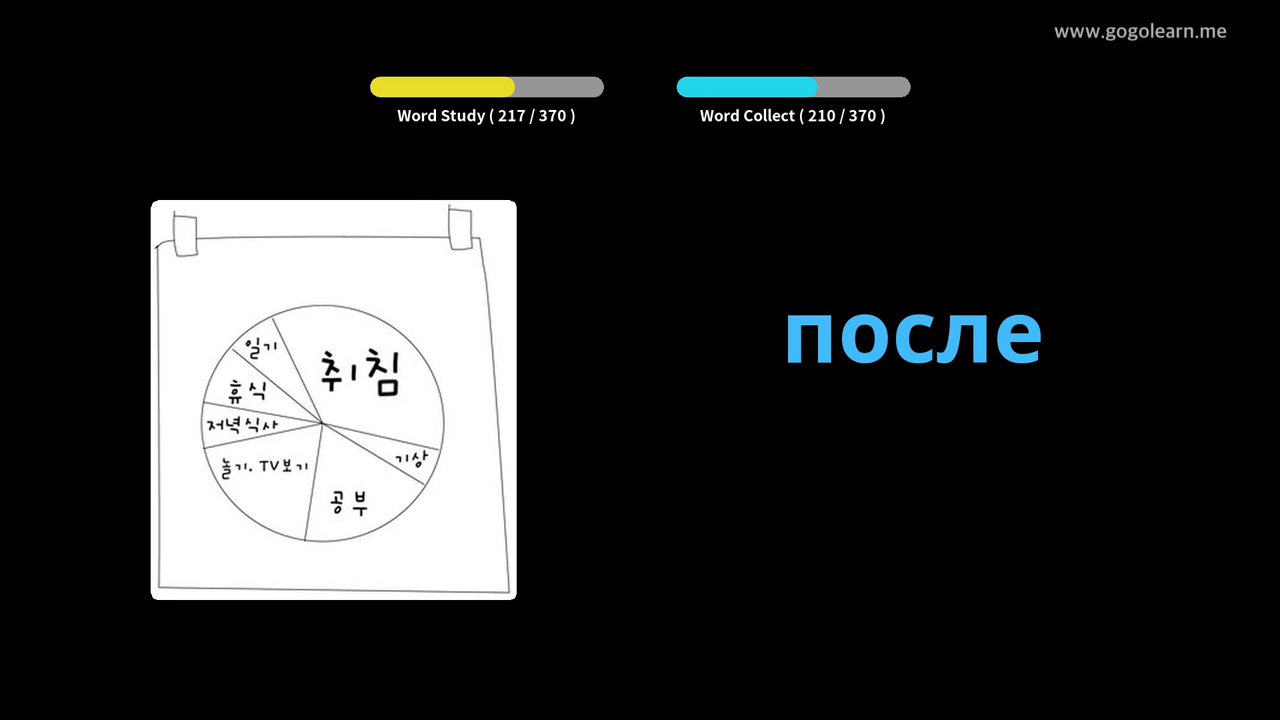 www.gogolearn.me
Word Study ( 217 / 370 )
Word Collect ( 210 / 370 )
일기
취침
휴식
저녁식사
놀기. TV보기
기상
공부
после